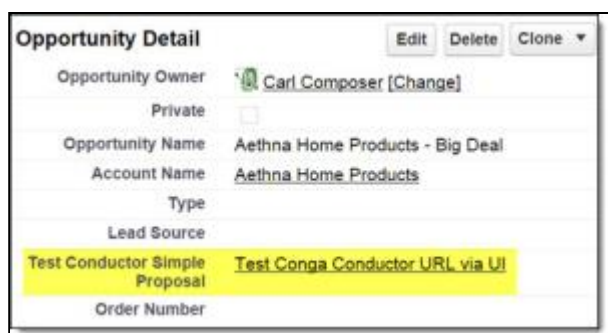 Opportunity Detail Edit Delete Clone
Opportunity Owner Carl Composer [Change]
Private
Opportunity Name Aethna Home Products - Big Deal
Account Name Aethna Home Products
Type
Lead Source
Test Conductor Simple Test Conga Conductor URL via UI
Proposal
Order Number